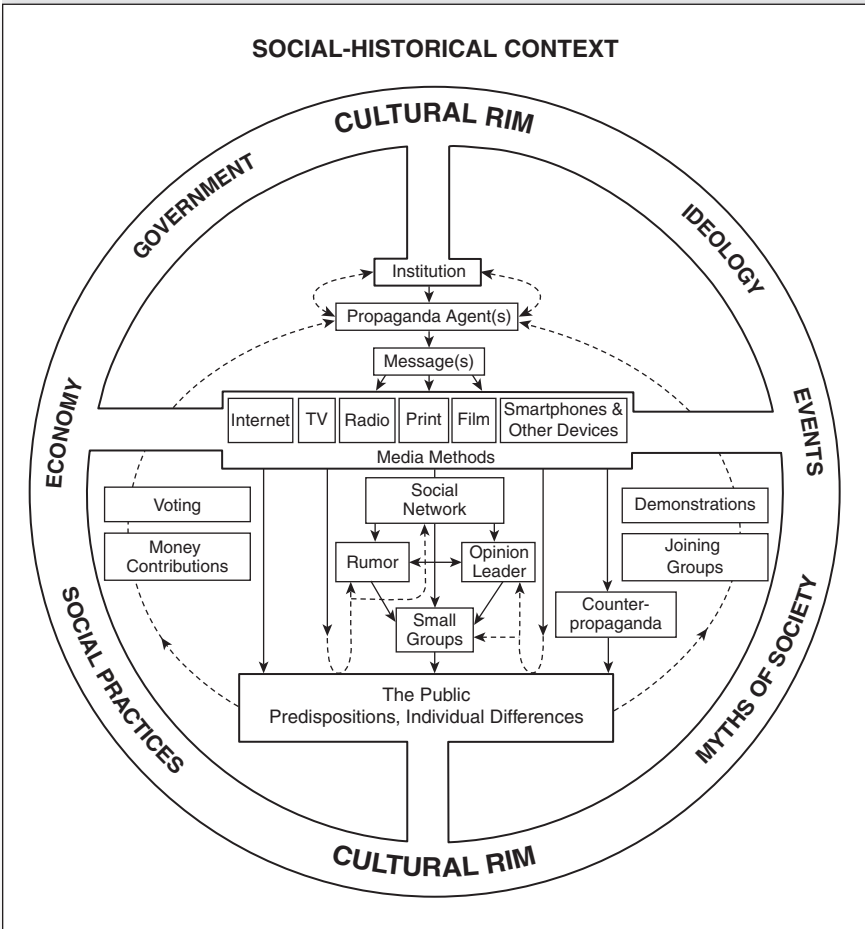 SOCIAL-HISTORICAL CONTEXT
CULTURAL RIM
GOVERNMENT
IDEOLOGY
Institution
Propaganda Agent(s)
Message(s)
ECONOMY
EVENTS
Internet
TV
Radio
Print
Film
Smartphones &
Other Devices
Media Methods
Voting
Social
Network
Demonstrations
Money
Contributions
Rumor
Opinion
Leader
Joining
Groups
Small
Groups
Counter-
propaganda
SOCIAL PRACTICES
MYTHS OF SOCIETY
The Public
Predispositions, Individual Differences
CULTURAL RIM